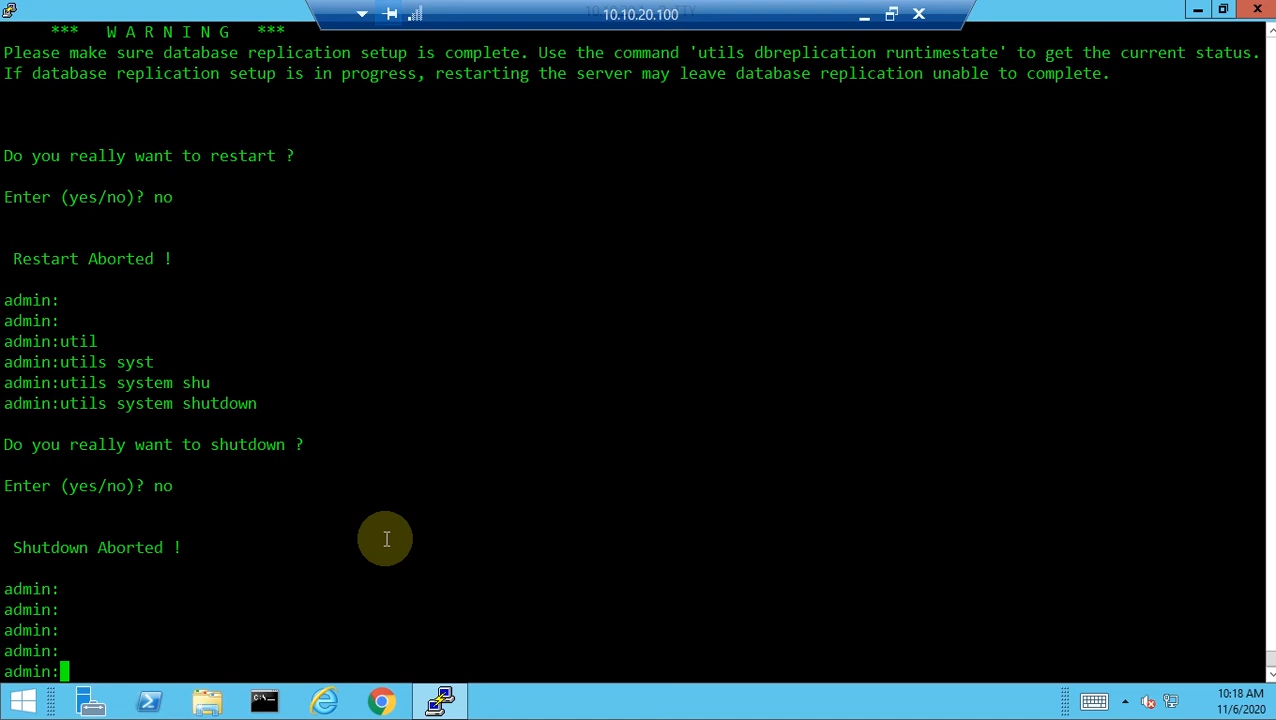 10.10.20.100
*** W A R N I N G ***
Please make sure database replication setup is complete. Use the command 'utils dbreplication runtimestate' to get the current status.
If database replication setup is in progress, restarting the server may leave database replication unable to complete.
Do you really want to restart ?
Enter (yes/no)? no
Restart Aborted !
admin:
admin:
admin:util
admin:utils syst
admin:utils system shu
admin:utils system shutdown
Do you really want to shutdown ?
Enter (yes/no)? no
Shutdown Aborted !
admin:
admin:
admin:
admin:
admin:
10:18 AM
11/6/2020